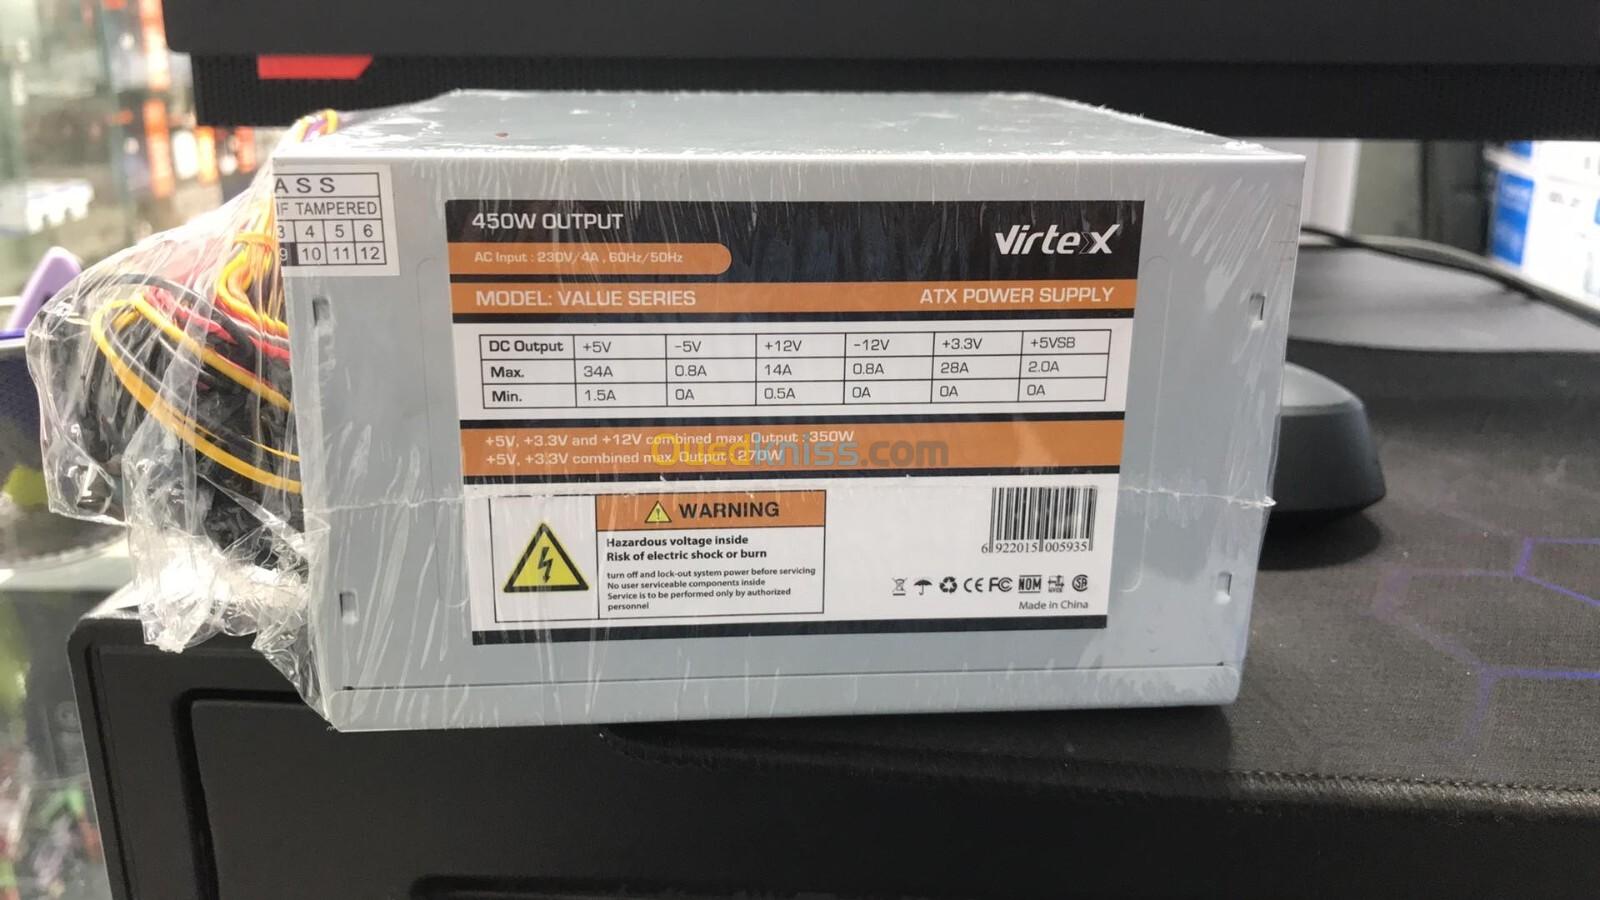 ASS
IF TAMPERED
3 4 5 6
9 10 11 12
450W OUTPUT
VirteX
AC Input : 230V/4A , 60Hz/50Hz
MODEL: VALUE SERIES
ATX POWER SUPPLY
DC Output +5V -5V +12V -12V +3.3V +5VSB
Max. 34A 0.8A 14A 0.8A 28A 2.0A
Min. 1.5A 0A 0.5A 0A 0A 0A
+5V, +3.3V and +12V combined max. Output : 350W
+5V, +3.3V combined max. Output : 270W
Ouedkniss.com
WARNING
Hazardous voltage inside
Risk of electric shock or burn
turn off and lock-out system power before servicing
No user serviceable components inside
Service is to be performed only by authorized
personnel
6 922015 005935
CE FC NOM
Made in China